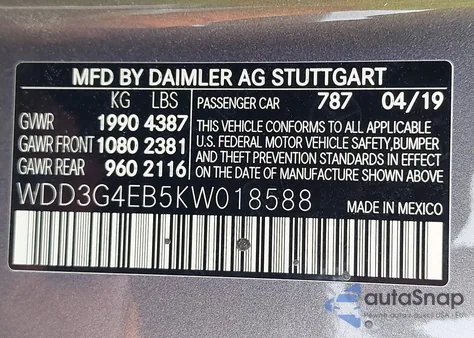 MFD BY DAIMLER AG STUTTGART
KG LBS
GVWR 1990 4387
GAWR FRONT 1080 2381
GAWR REAR 960 2116
PASSENGER CAR 787 04/19
THIS VEHICLE CONFORMS TO ALL APPLICABLE
U.S. FEDERAL MOTOR VEHICLE SAFETY, BUMPER
AND THEFT PREVENTION STANDARDS IN EFFECT
ON THE DATE OF MANUFACTURE SHOWN ABOVE.
WDD3G4EB5KW018588
MADE IN MEXICO
autoSnap